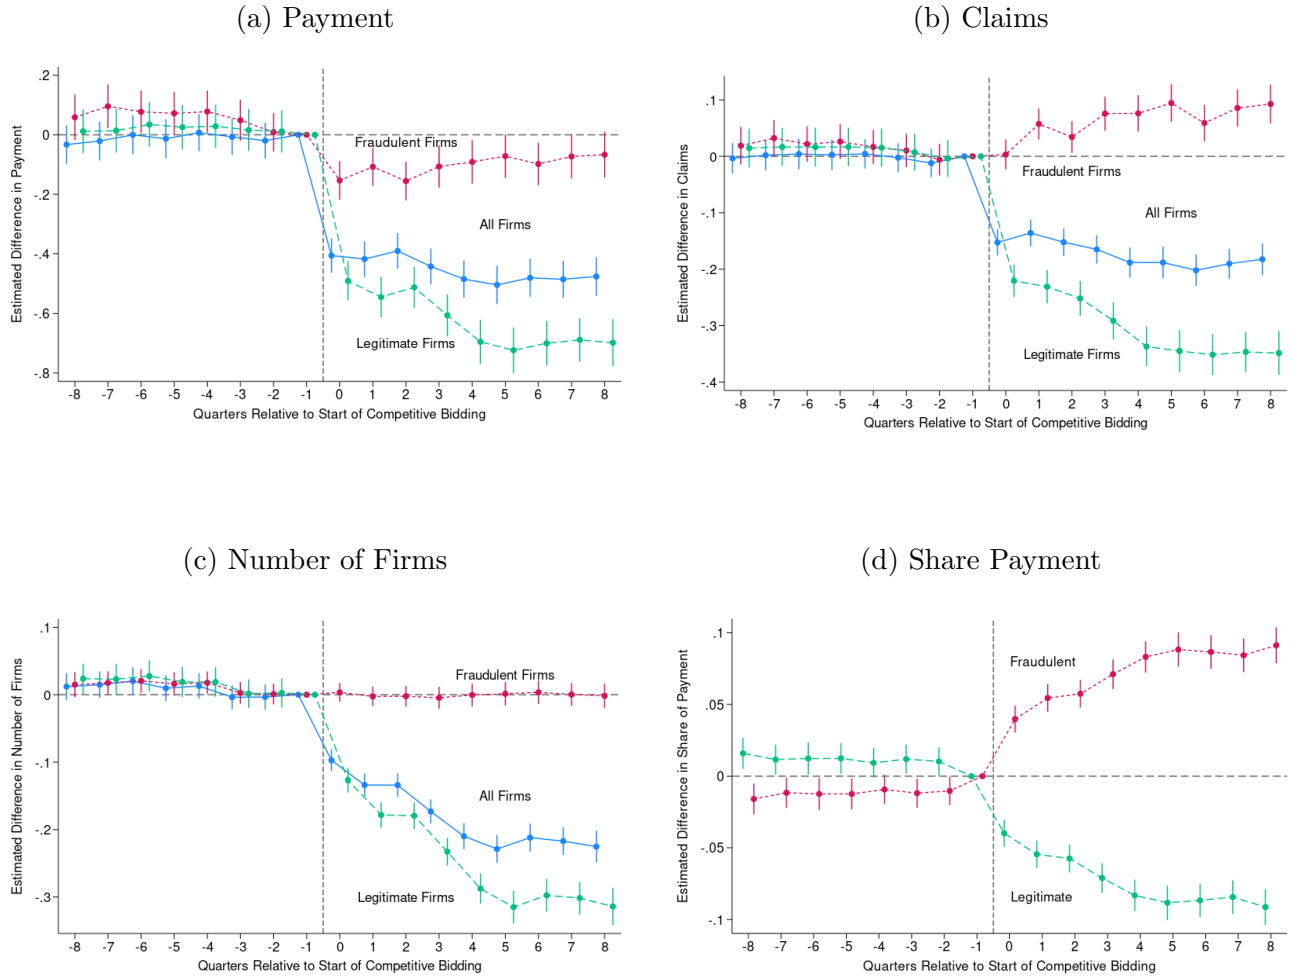 (a) Payment
.2
0
-.2
-.4
-.6
-.8
Estimated Difference in Payment
Fraudulent Firms
All Firms
Legitimate Firms
-8 -7 -6 -5 -4 -3 -2 -1 0 1 2 3 4 5 6 7 8
Quarters Relative to Start of Competitive Bidding
(b) Claims
.1
0
-.1
-.2
-.3
-.4
Estimated Difference in Claims
Fraudulent Firms
All Firms
Legitimate Firms
-8 -7 -6 -5 -4 -3 -2 -1 0 1 2 3 4 5 6 7 8
Quarters Relative to Start of Competitive Bidding
(c) Number of Firms
.1
0
-.1
-.2
-.3
Estimated Difference in Number of Firms
Fraudulent Firms
All Firms
Legitimate Firms
-8 -7 -6 -5 -4 -3 -2 -1 0 1 2 3 4 5 6 7 8
Quarters Relative to Start of Competitive Bidding
(d) Share Payment
.1
.05
0
-.05
-.1
Estimated Difference in Share of Payment
Fraudulent
Legitimate
-8 -7 -6 -5 -4 -3 -2 -1 0 1 2 3 4 5 6 7 8
Quarters Relative to Start of Competitive Bidding